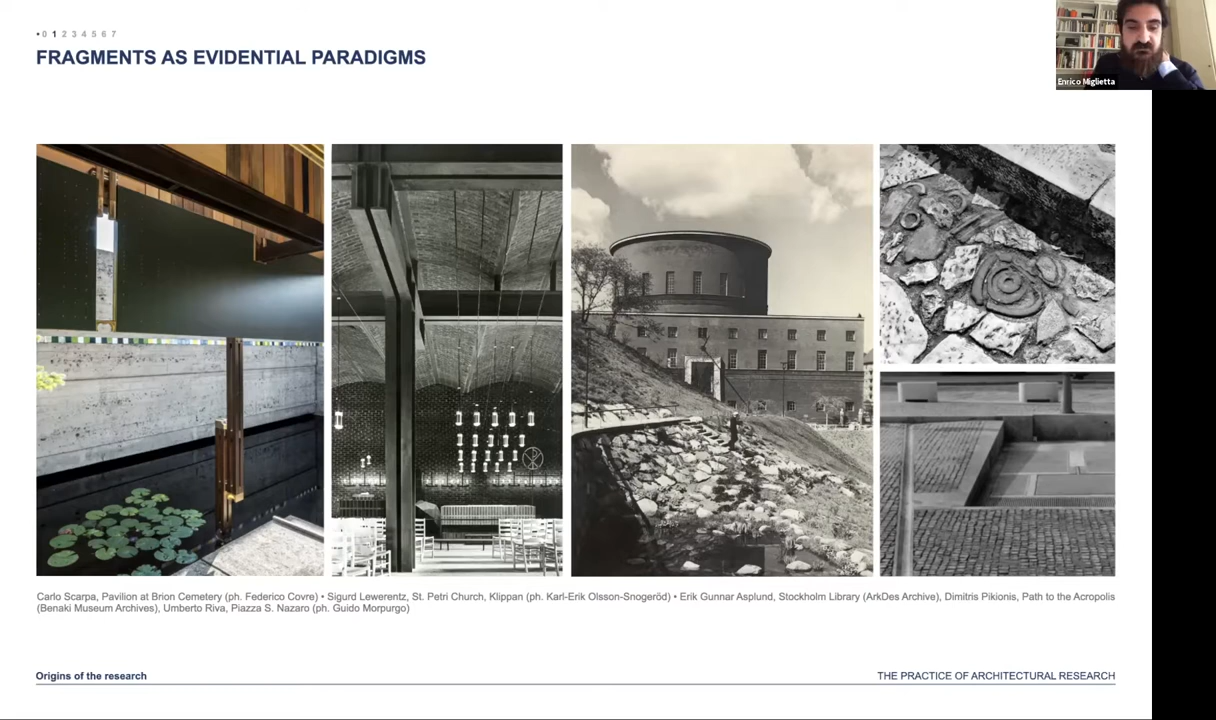 •0 1 2 3 4 5 6 7
FRAGMENTS AS EVIDENTIAL PARADIGMS
Enrico Miglietta
Carlo Scarpa, Pavilion at Brion Cemetery (ph. Federico Covre) • Sigurd Lewerentz, St. Petri Church, Klippan (ph. Karl-Erik Olsson-Snogeröd) • Erik Gunnar Asplund, Stockholm Library (ArkDes Archive), Dimitris Pikionis, Path to the Acropolis
(Benaki Museum Archives), Umberto Riva, Piazza S. Nazaro (ph. Guido Morpurgo)
Origins of the research
THE PRACTICE OF ARCHITECTURAL RESEARCH